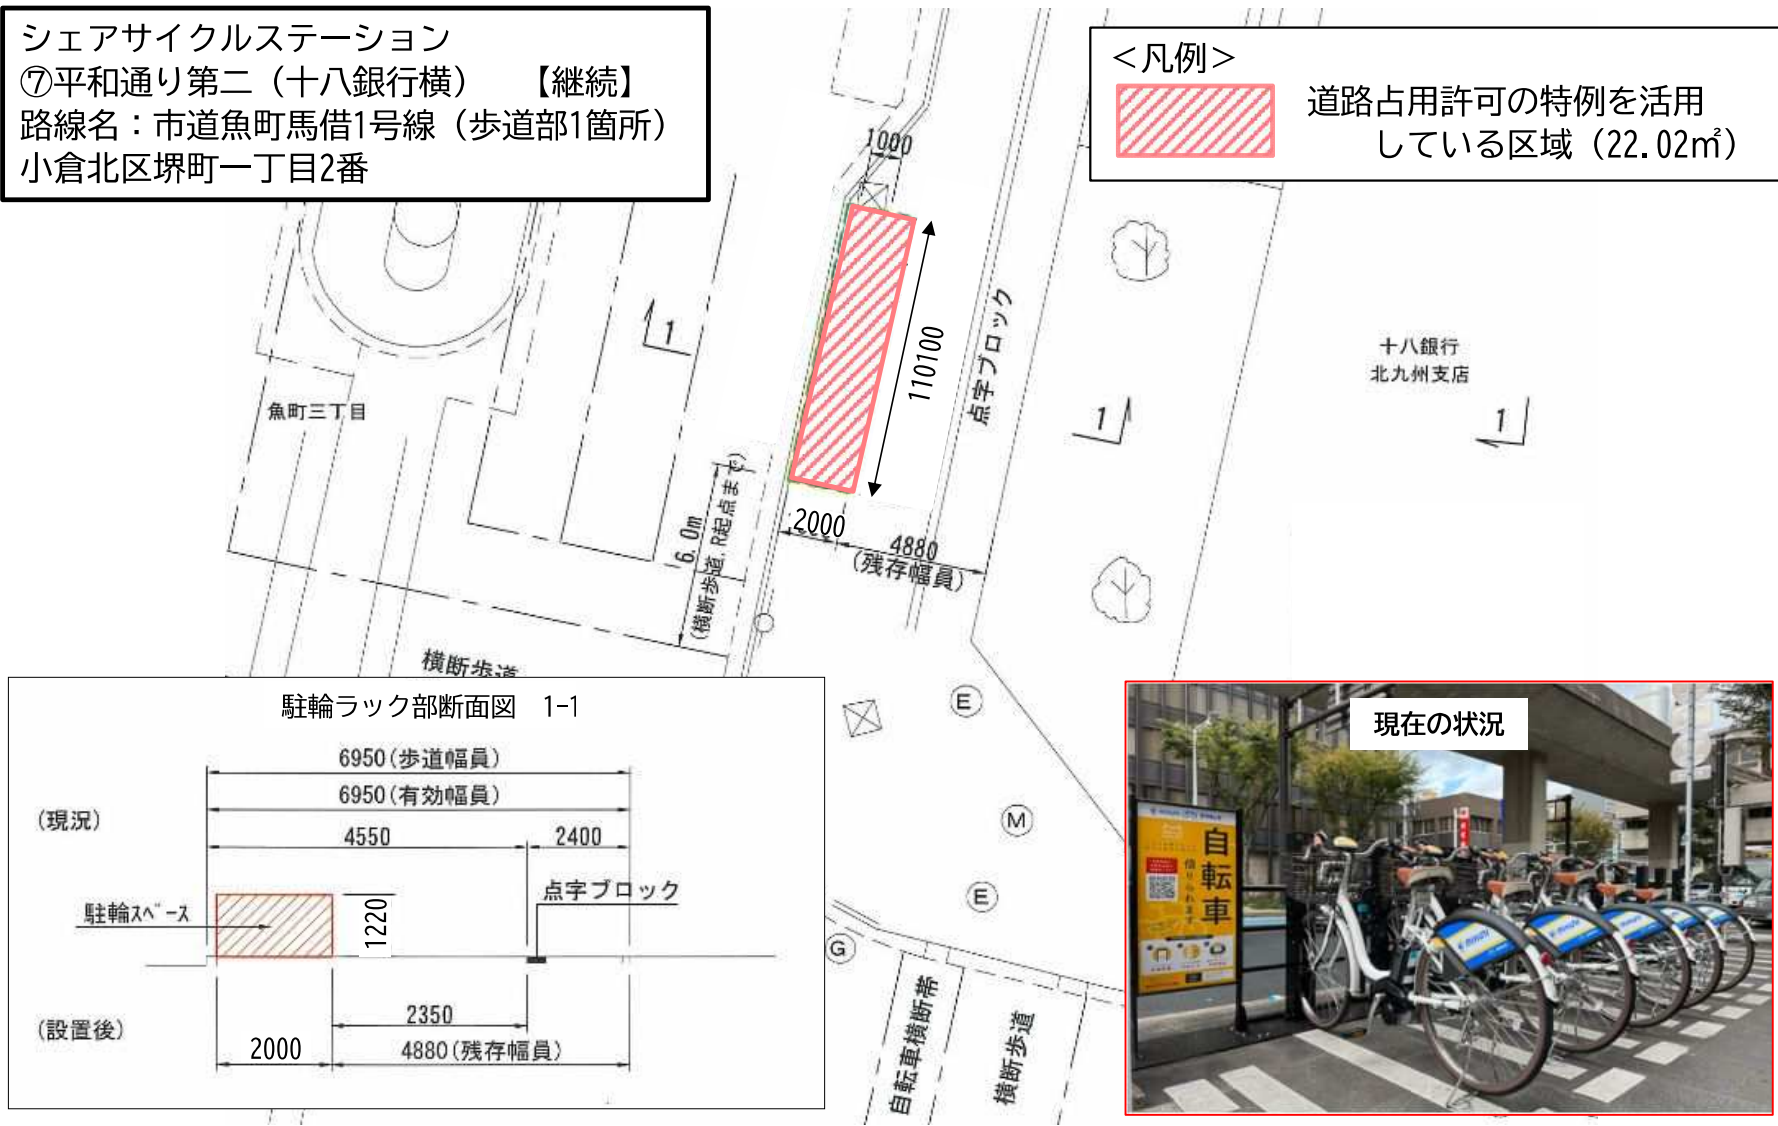 シェアサイクルステーション
⑦平和通り第二（十八銀行横）　【継続】
路線名：市道魚町馬借1号線（歩道部1箇所）
小倉北区堺町一丁目2番
＜凡例＞
道路占用許可の特例を活用
している区域（22.02㎡）
1000
110100
点字ブロック
1
1
1
十八銀行
北九州支店
魚町三丁目
6.0m
(横断歩道,R起点まで)
2000
4880
(残存幅員)
横断歩道
E
M
E
G
自転車横断帯
横断歩道
駐輪ラック部断面図　1-1
6950(歩道幅員)
6950(有効幅員)
(現況)
4550
2400
駐輪スペース
1220
点字ブロック
(設置後)
2350
2000
4880(残存幅員)
現在の状況
自転車
借りられます